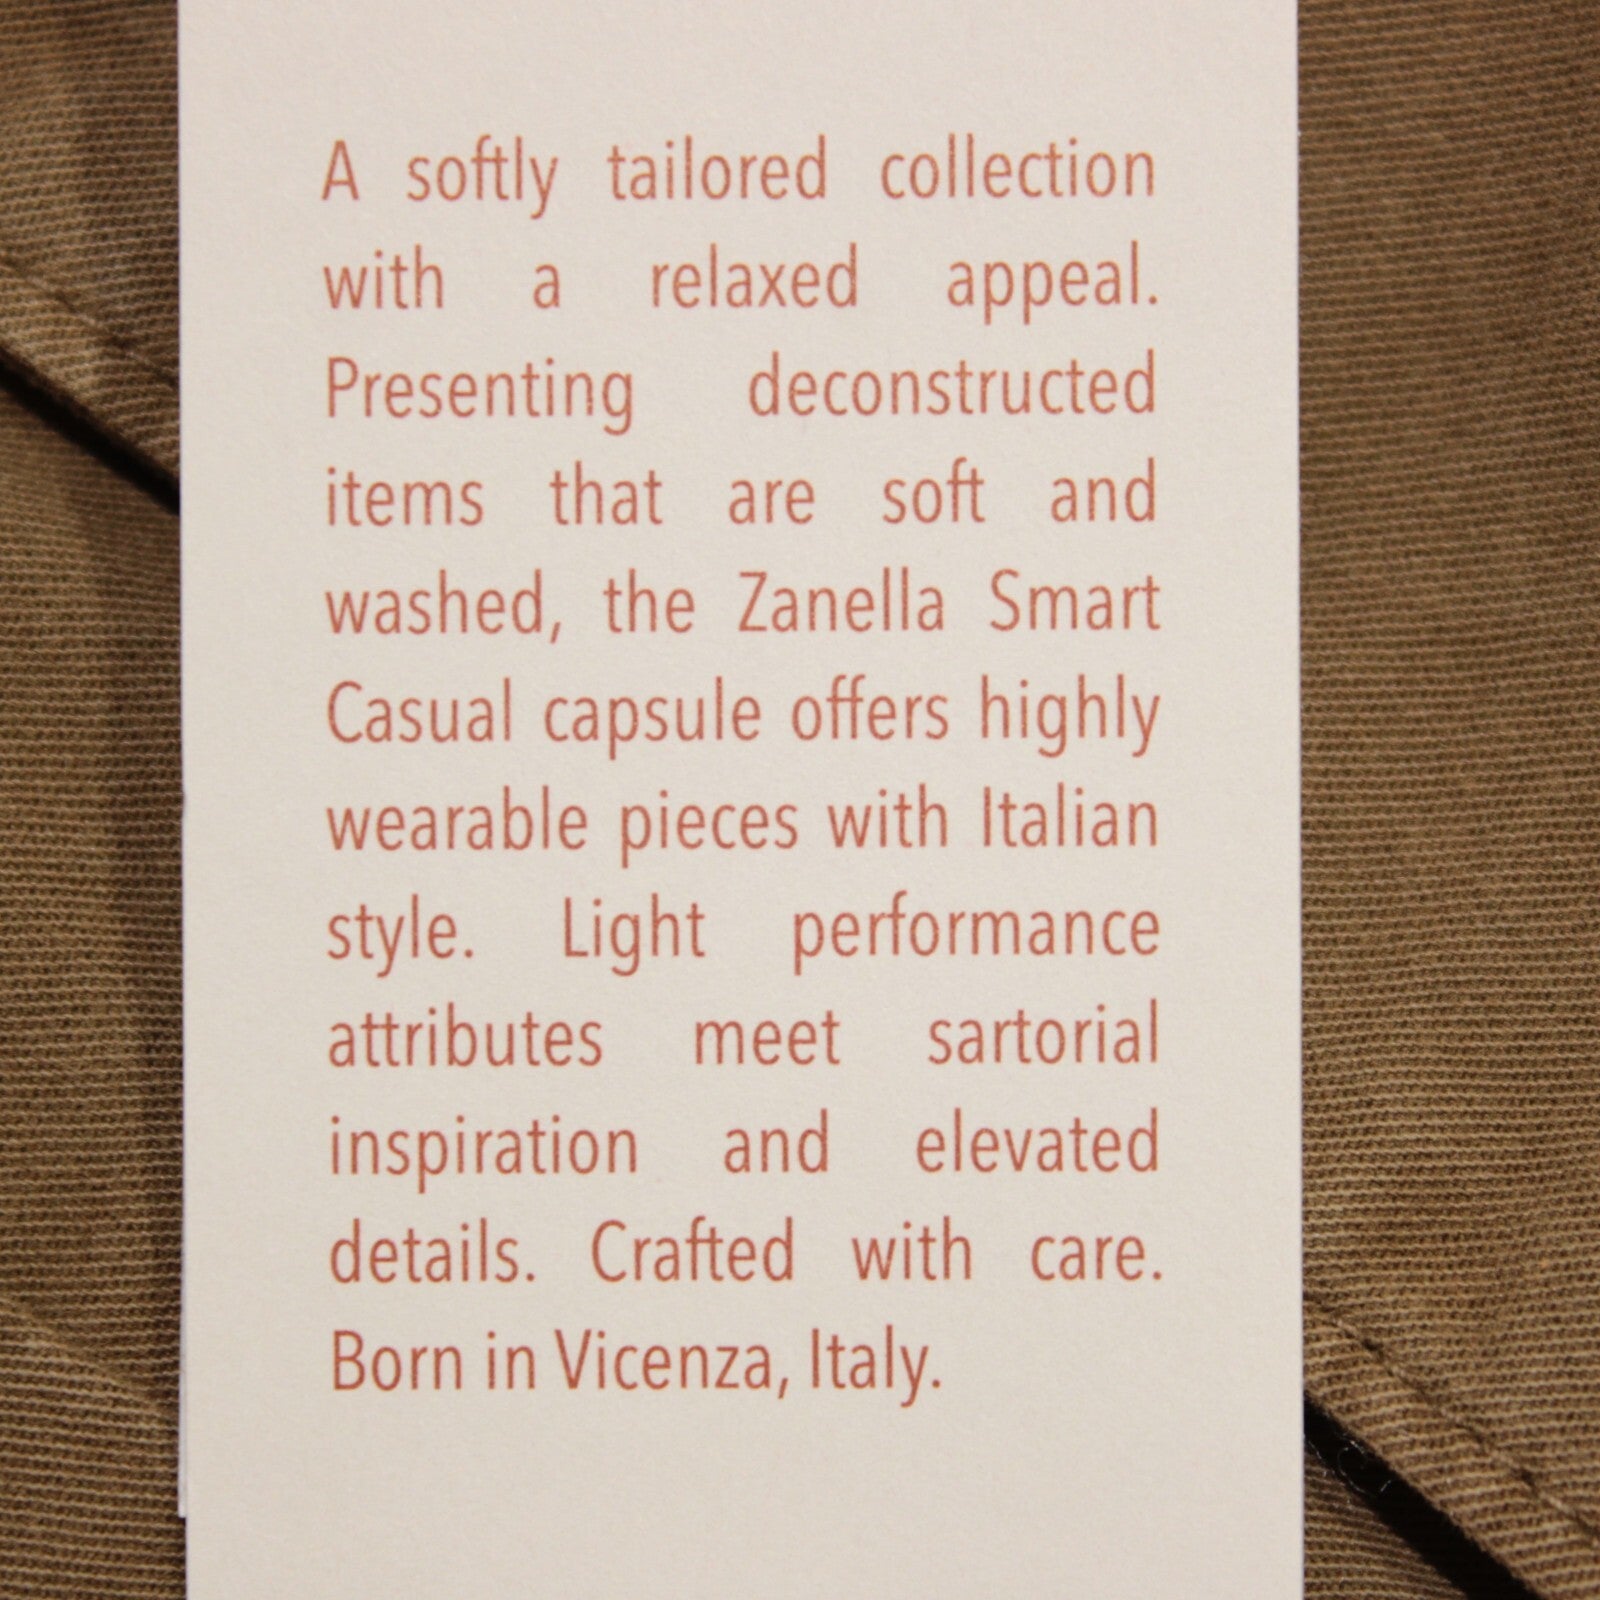 A softly tailored collection
with a relaxed appeal.
Presenting deconstructed
items that are soft and
washed, the Zanella Smart
Casual capsule offers highly
wearable pieces with Italian
style. Light performance
attributes meet sartorial
inspiration and elevated
details. Crafted with care.
Born in Vicenza, Italy.